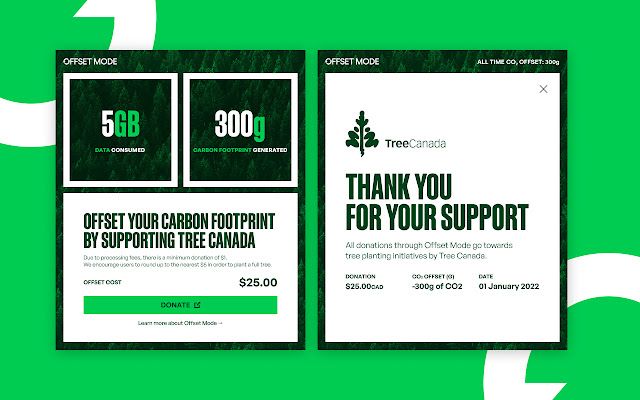 OFFSET MODE
5GB
DATA CONSUMED
300g
CARBON FOOTPRINT GENERATED
OFFSET YOUR CARBON FOOTPRINT
BY SUPPORTING TREE CANADA
Due to processing fees, there is a minimum donation of $1.
We encourage users to round up to the nearest $5 in order to plant a full tree.
OFFSET COST
$25.00
DONATE
Learn more about Offset Mode →
OFFSET MODE
ALL TIME CO₂ OFFSET: 300g
TreeCanada
THANK YOU
FOR YOUR SUPPORT
All donations through Offset Mode go towards
tree planting initiatives by Tree Canada.
DONATION
$25.00CAD
CO₂ OFFSET (G)
-300g of CO2
DATE
01 January 2022